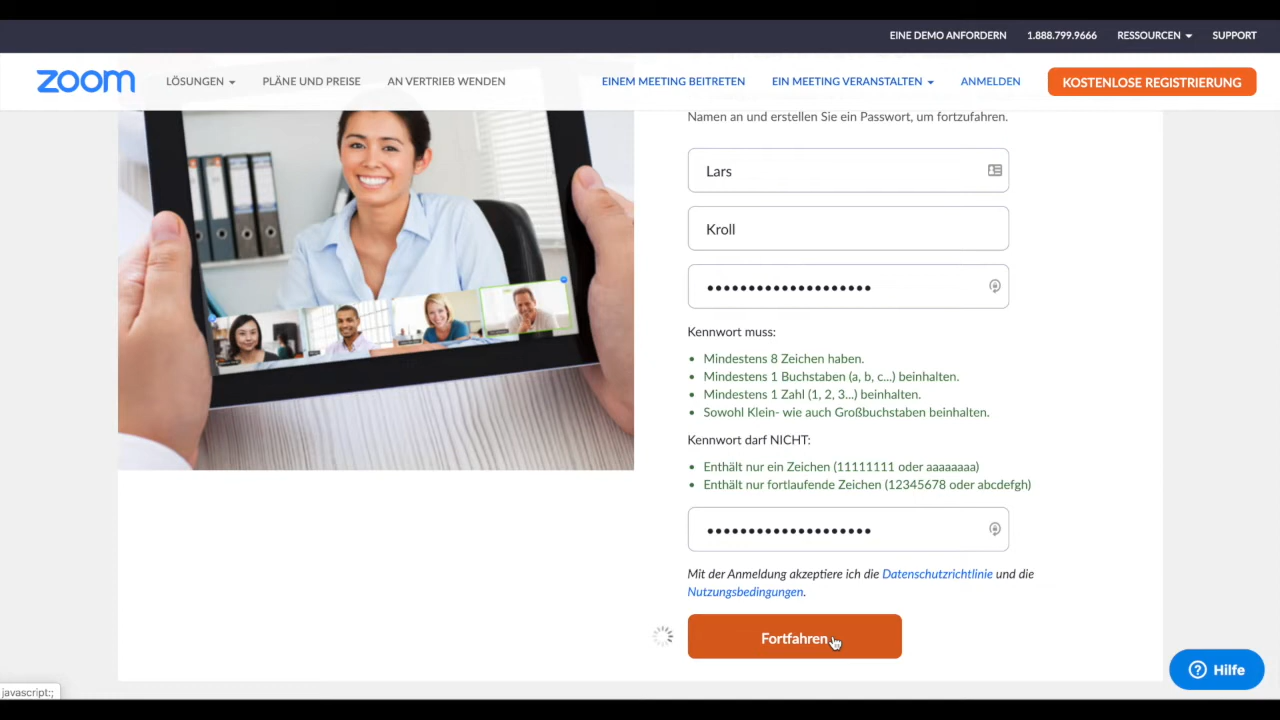 EINE DEMO ANFORDERN 1.888.799.9666 RESSOURCEN SUPPORT
zoom LÖSUNGEN PLÄNE UND PREISE AN VERTRIEB WENDEN EINEM MEETING BEITRETEN EIN MEETING VERANSTALTEN ANMELDEN KOSTENLOSE REGISTRIERUNG
Namen an und erstellen Sie ein Passwort, um fortzufahren.
Lars
Kroll
••••••••••••••••••••
Kennwort muss:
• Mindestens 8 Zeichen haben.
• Mindestens 1 Buchstaben (a, b, c...) beinhalten.
• Mindestens 1 Zahl (1, 2, 3...) beinhalten.
• Sowohl Klein- wie auch Großbuchstaben beinhalten.
Kennwort darf NICHT:
• Enthält nur ein Zeichen (11111111 oder aaaaaaaa)
• Enthält nur fortlaufende Zeichen (12345678 oder abcdefgh)
••••••••••••••••••••
Mit der Anmeldung akzeptiere ich die Datenschutzrichtlinie und die
Nutzungsbedingungen.
Fortfahren
? Hilfe
javascript:;